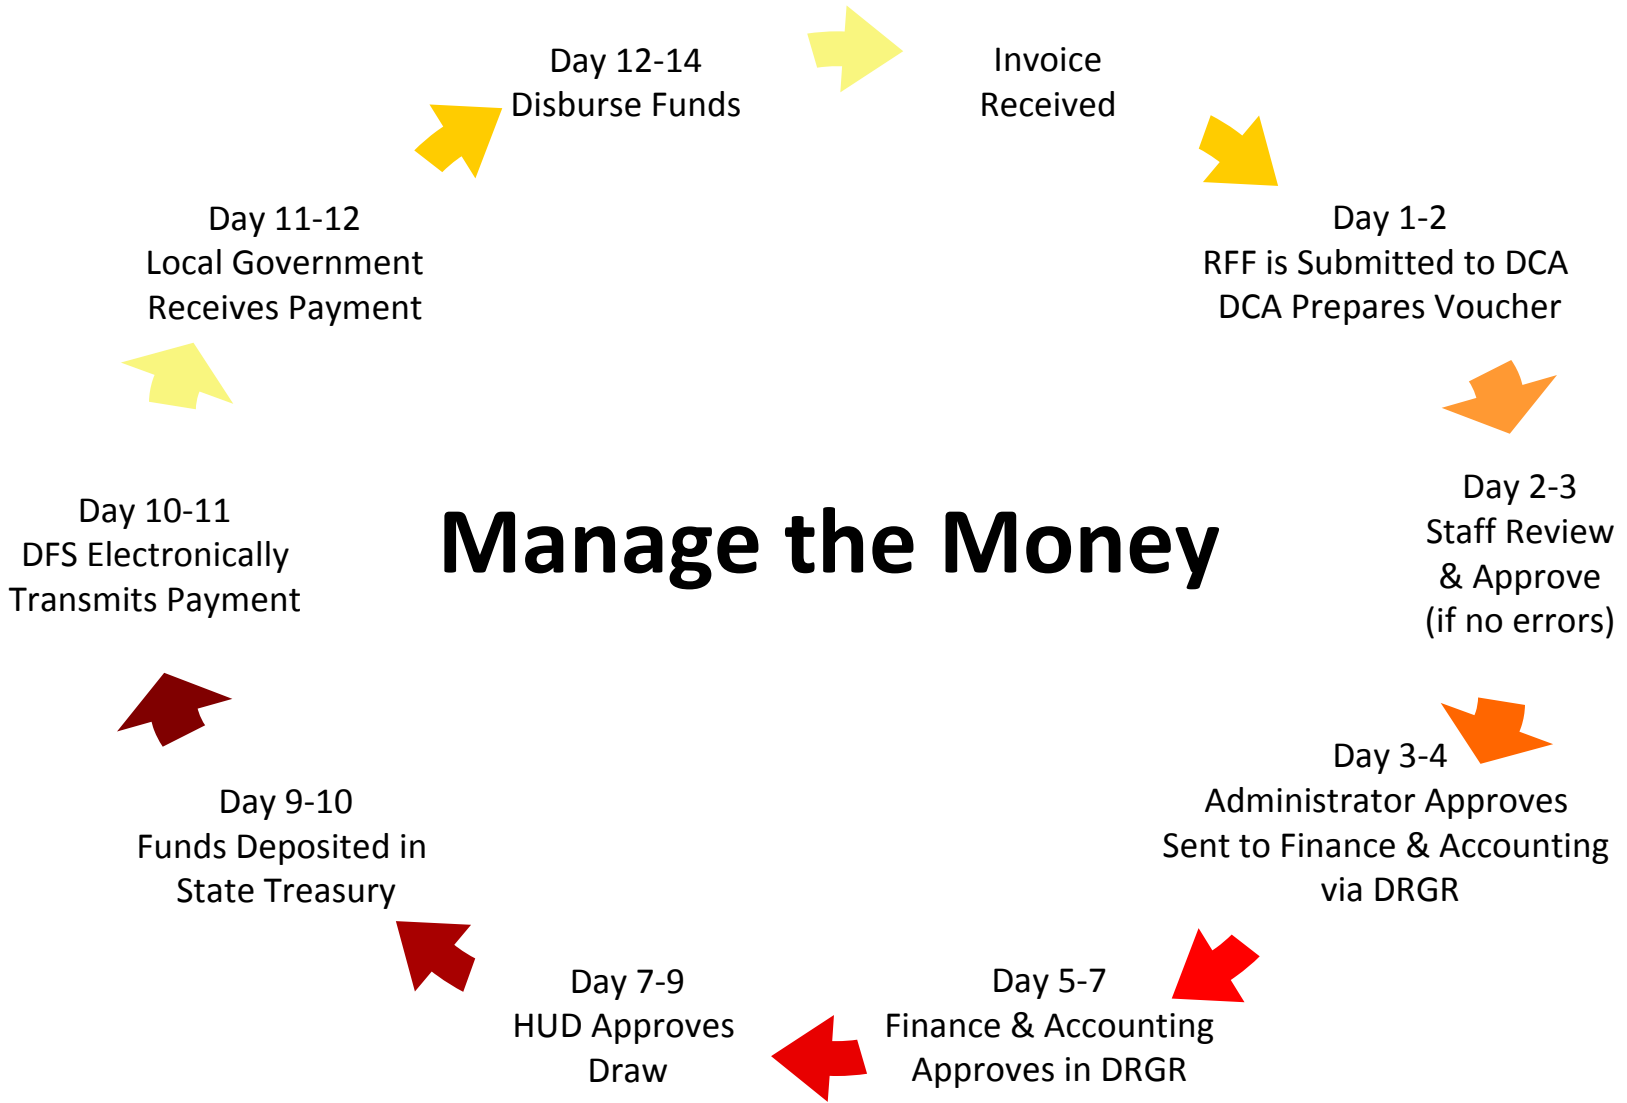 Invoice
Received
Day 1-2
RFF is Submitted to DCA
DCA Prepares Voucher
Day 2-3
Staff Review
& Approve
(if no errors)
Day 3-4
Administrator Approves
Sent to Finance & Accounting
via DRGR
Day 5-7
Finance & Accounting
Approves in DRGR
Day 7-9
HUD Approves
Draw
Day 9-10
Funds Deposited in
State Treasury
Day 10-11
DFS Electronically
Transmits Payment
Day 11-12
Local Government
Receives Payment
Day 12-14
Disburse Funds
Manage the Money